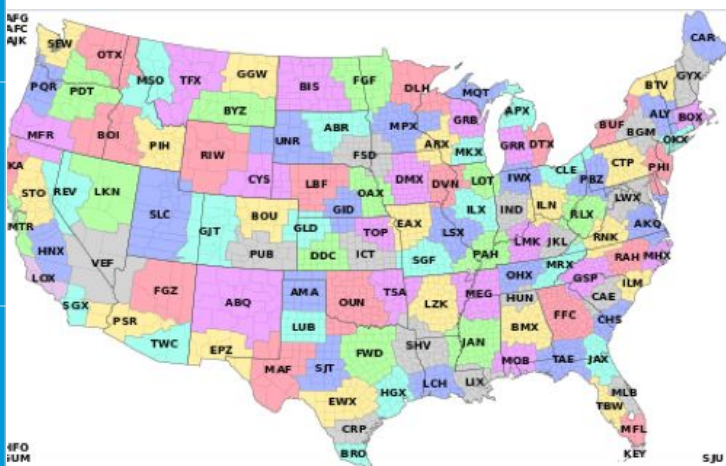 AFG
AFC
AJK
CAR
SEW
OTX
GYX
MSO
TFX
GGW
BIS
FGF
DLH
MQT
BTV
PQR
PDT
BYZ
APX
ALY
BOX
GRB
BUF
BGM
OKX
MFR
BOI
PIH
RIW
UNR
ABR
MPX
ARX
MKX
GRR
DTX
FSD
CTP
PHI
KA
STO
REV
LKN
CYS
LBF
OAX
DMX
DVN
LOT
IWX
CLE
PBZ
SLC
GJT
BOU
GLD
GID
TOP
EAX
LSX
ILX
IND
ILN
RLX
LWX
AKQ
MTR
HNX
VEF
PUB
DDC
ICT
SGF
PAH
LMK
JKL
RNK
RAH
MHX
LOX
MRX
OHX
GSP
ILM
SGX
PSR
FGZ
ABQ
AMA
OUN
TSA
LZK
MEG
HUN
CAE
CHS
TWC
EPZ
LUB
BMX
FFC
MAF
SJT
FWD
SHV
JAN
MOB
TAE
JAX
EWX
HGX
LCH
LIX
MLB
TBW
CRP
BRO
MFL
KEY
HFO
GUM
SJU